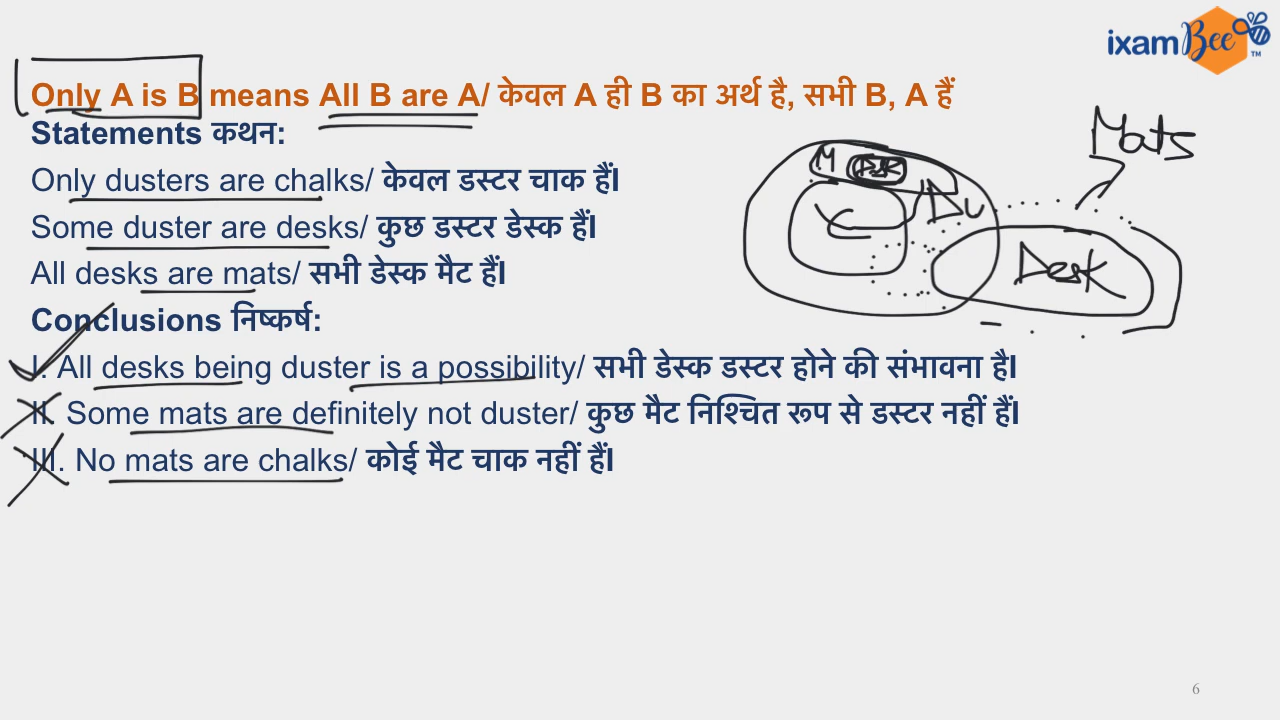 ixamBee™
Only A is B means All B are A/ केवल A ही B का अर्थ है, सभी B, A हैं
Statements कथन:
Only dusters are chalks/ केवल डस्टर चाक हैंI
Some duster are desks/ कुछ डस्टर डेस्क हैंI
All desks are mats/ सभी डेस्क मैट हैंI
Conclusions निष्कर्ष:
I. All desks being duster is a possibility/ सभी डेस्क डस्टर होने की संभावना हैI
II. Some mats are definitely not duster/ कुछ मैट निश्चित रूप से डस्टर नहीं हैंI
III. No mats are chalks/ कोई मैट चाक नहीं हैंI
Mats
M
Du
C
Desk
6